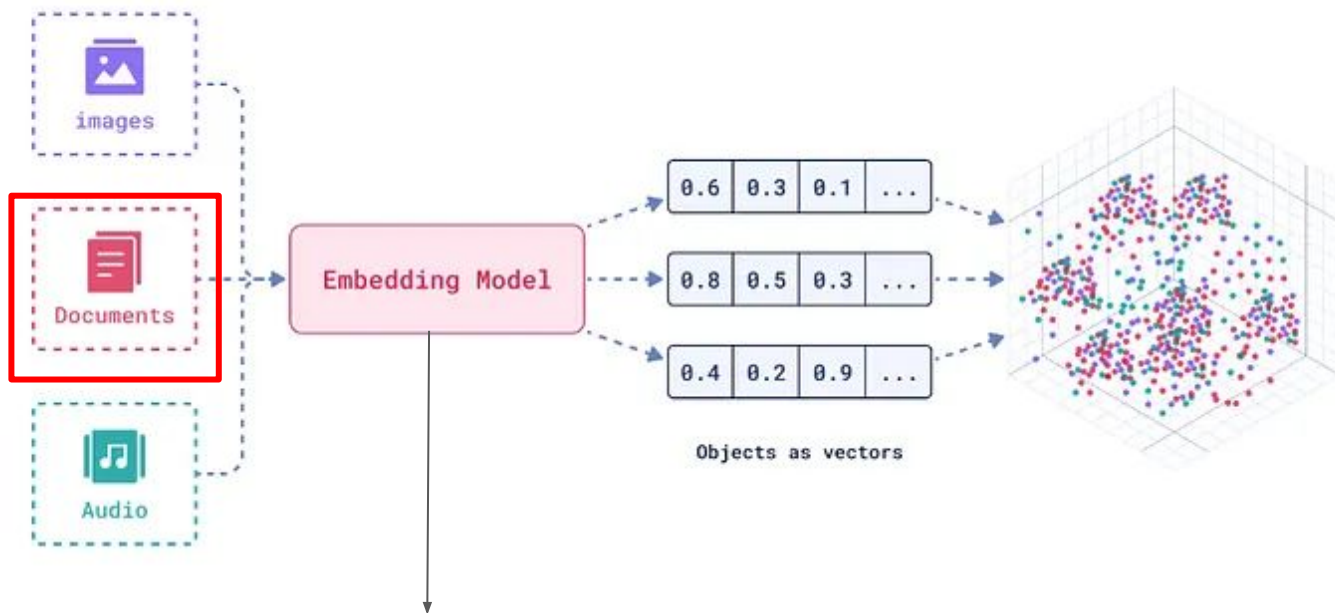 images
Documents
Audio
Embedding Model
0.6 0.3 0.1 ...
0.8 0.5 0.3 ...
0.4 0.2 0.9 ...
Objects as vectors